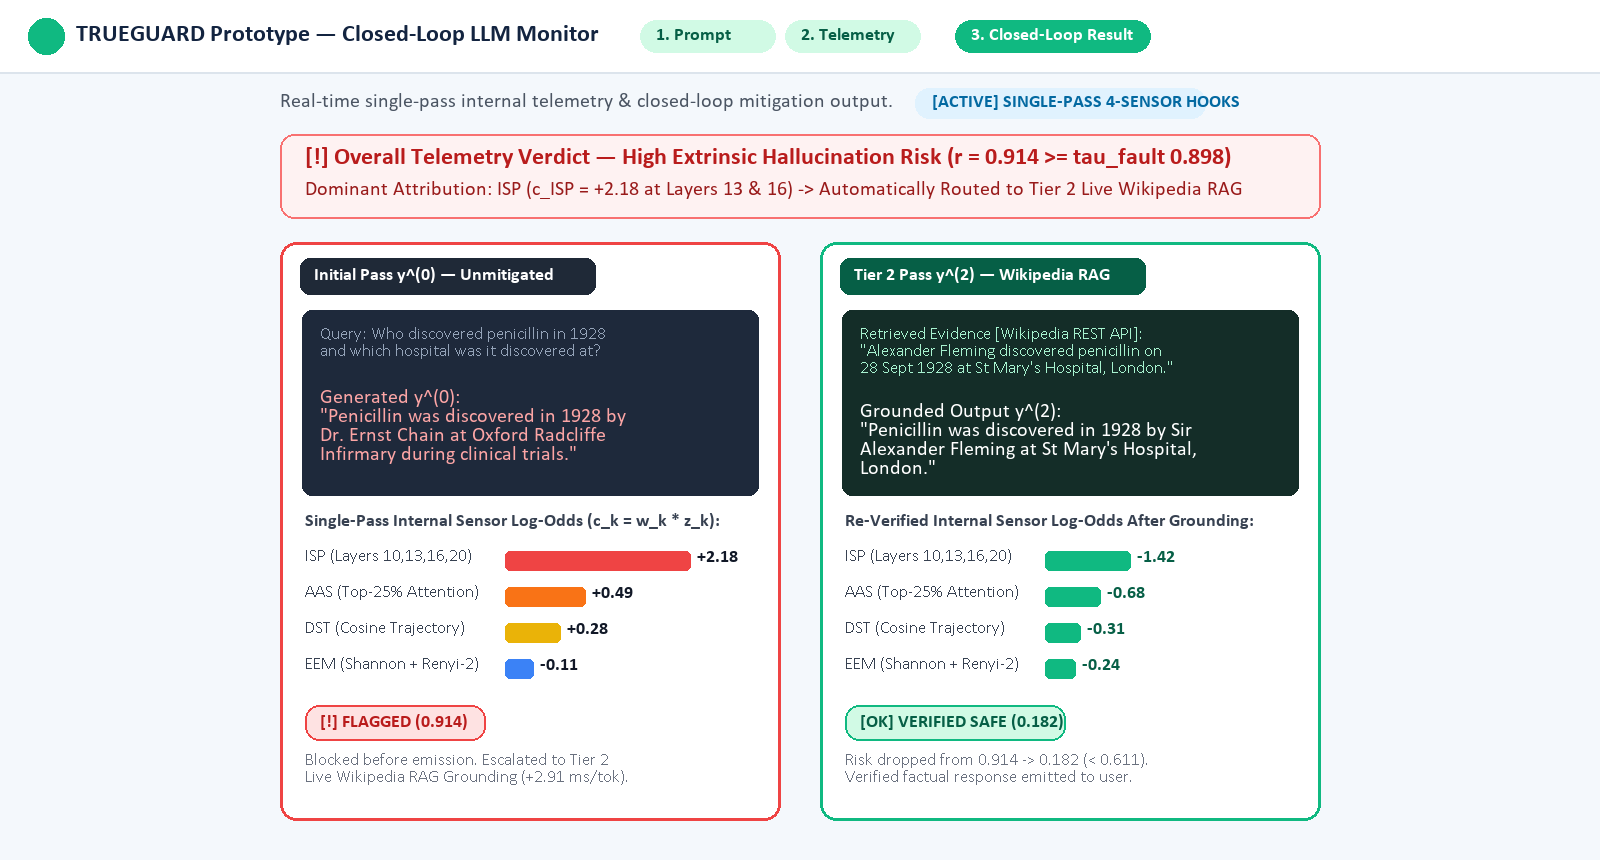 TRUEGUARD Prototype — Closed-Loop LLM Monitor
1. Prompt
2. Telemetry
3. Closed-Loop Result
Real-time single-pass internal telemetry & closed-loop mitigation output.
[ACTIVE] SINGLE-PASS 4-SENSOR HOOKS
[!] Overall Telemetry Verdict — High Extrinsic Hallucination Risk (r = 0.914 >= tau_fault 0.898)
Dominant Attribution: ISP (c_ISP = +2.18 at Layers 13 & 16) -> Automatically Routed to Tier 2 Live Wikipedia RAG
Initial Pass y^(0) — Unmitigated
Query: Who discovered penicillin in 1928
and which hospital was it discovered at?
Generated y^(0):
"Penicillin was discovered in 1928 by
Dr. Ernst Chain at Oxford Radcliffe
Infirmary during clinical trials."
Single-Pass Internal Sensor Log-Odds (c_k = w_k * z_k):
ISP (Layers 10,13,16,20) +2.18
AAS (Top-25% Attention) +0.49
DST (Cosine Trajectory) +0.28
EEM (Shannon + Renyi-2) -0.11
[!] FLAGGED (0.914)
Blocked before emission. Escalated to Tier 2
Live Wikipedia RAG Grounding (+2.91 ms/tok).
Tier 2 Pass y^(2) — Wikipedia RAG
Retrieved Evidence [Wikipedia REST API]:
"Alexander Fleming discovered penicillin on
28 Sept 1928 at St Mary's Hospital, London."
Grounded Output y^(2):
"Penicillin was discovered in 1928 by Sir
Alexander Fleming at St Mary's Hospital,
London."
Re-Verified Internal Sensor Log-Odds After Grounding:
ISP (Layers 10,13,16,20) -1.42
AAS (Top-25% Attention) -0.68
DST (Cosine Trajectory) -0.31
EEM (Shannon + Renyi-2) -0.24
[OK] VERIFIED SAFE (0.182)
Risk dropped from 0.914 -> 0.182 (< 0.611).
Verified factual response emitted to user.